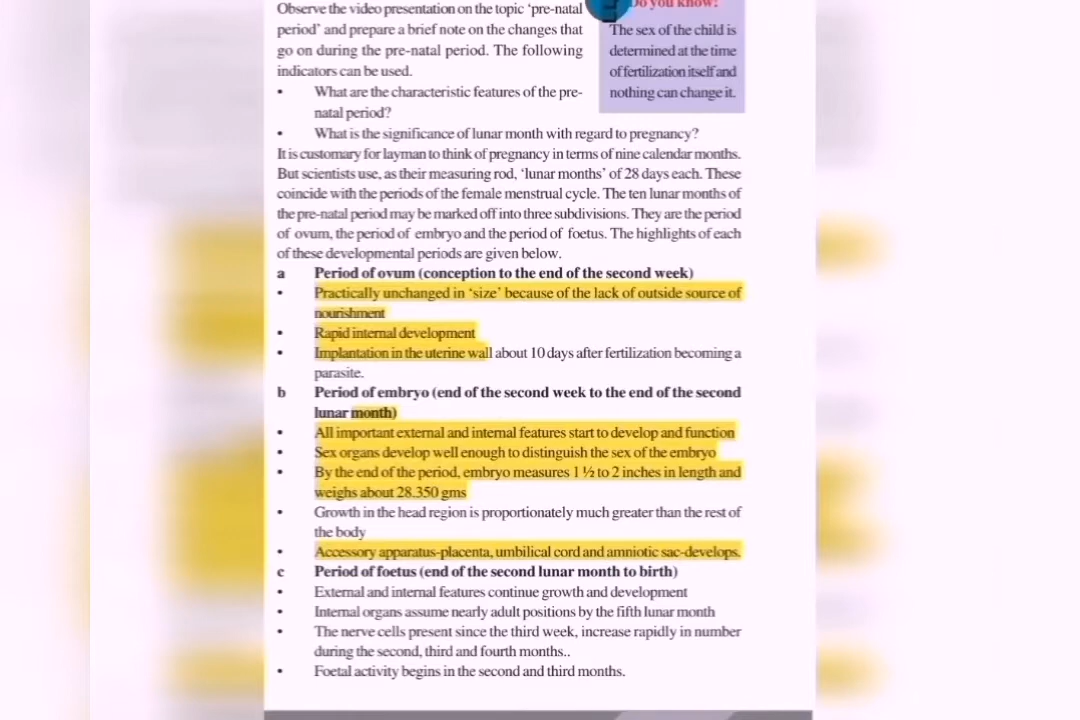 Observe the video presentation on the topic ‘pre-natal
period’ and prepare a brief note on the changes that
go on during the pre-natal period. The following
indicators can be used.
• What are the characteristic features of the pre-
natal period?
Do you know?
The sex of the child is
determined at the time
of fertilization itself and
nothing can change it.
• What is the significance of lunar month with regard to pregnancy?
It is customary for layman to think of pregnancy in terms of nine calendar months.
But scientists use, as their measuring rod, ‘lunar months’ of 28 days each. These
coincide with the periods of the female menstrual cycle. The ten lunar months of
the pre-natal period may be marked off into three subdivisions. They are the period
of ovum, the period of embryo and the period of foetus. The highlights of each
of these developmental periods are given below.
a Period of ovum (conception to the end of the second week)
• Practically unchanged in ‘size’ because of the lack of outside source of
nourishment
• Rapid internal development
• Implantation in the uterine wall about 10 days after fertilization becoming a
parasite.
b Period of embryo (end of the second week to the end of the second
lunar month)
• All important external and internal features start to develop and function
• Sex organs develop well enough to distinguish the sex of the embryo
• By the end of the period, embryo measures 1 ½ to 2 inches in length and
weighs about 28.350 gms
• Growth in the head region is proportionately much greater than the rest of
the body
• Accessory apparatus-placenta, umbilical cord and amniotic sac-develops.
c Period of foetus (end of the second lunar month to birth)
• External and internal features continue growth and development
• Internal organs assume nearly adult positions by the fifth lunar month
• The nerve cells present since the third week, increase rapidly in number
during the second, third and fourth months..
• Foetal activity begins in the second and third months.